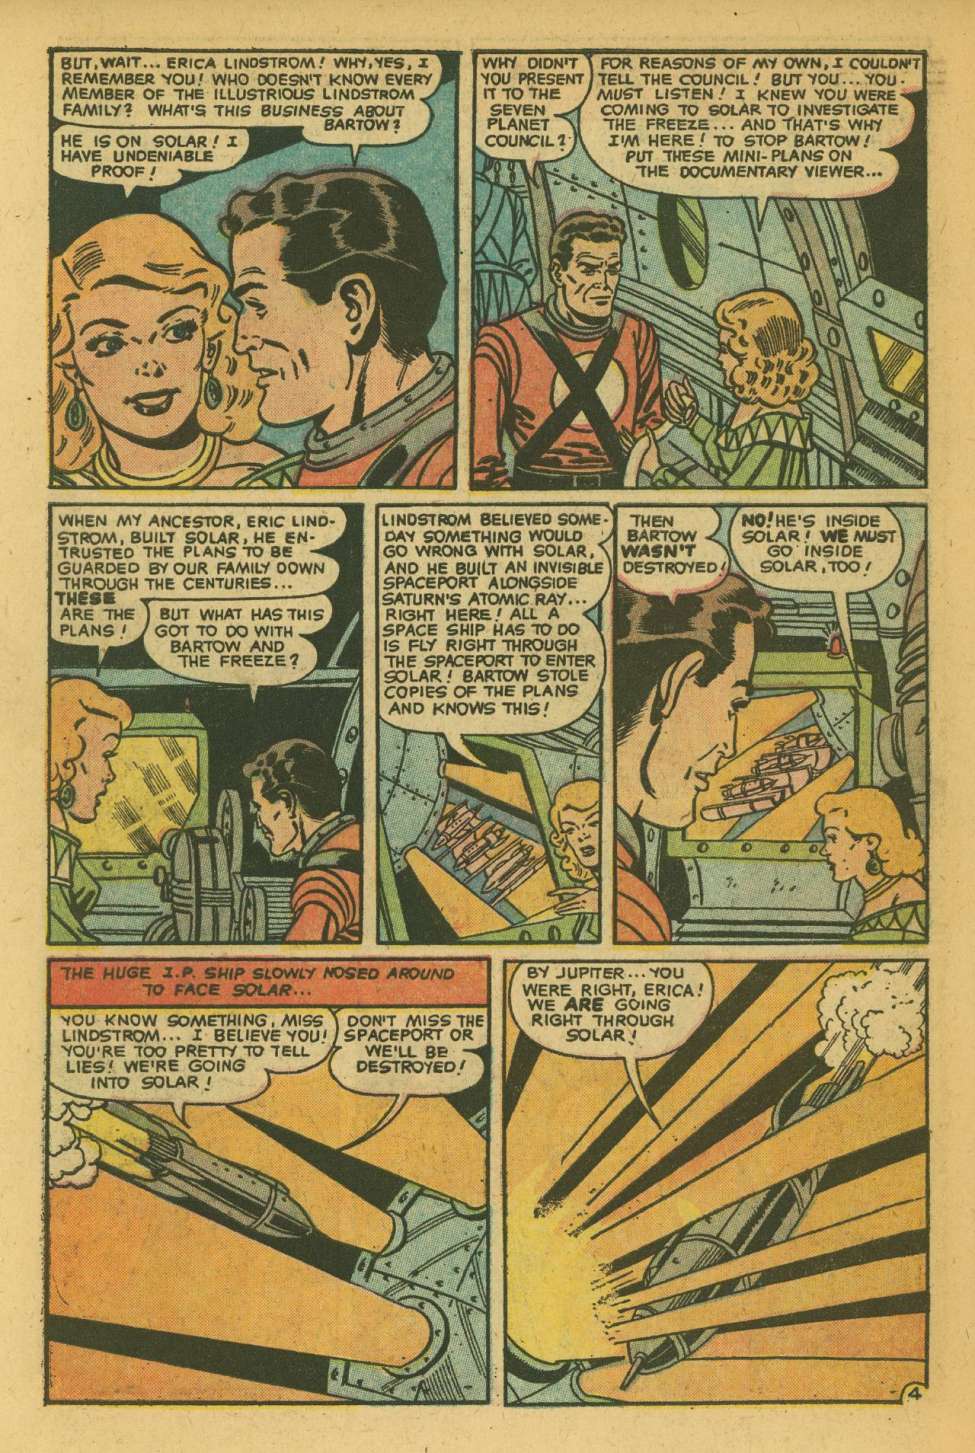 BUT, WAIT... ERICA LINDSTROM! WHY, YES, I
REMEMBER YOU! WHO DOESN'T KNOW EVERY
MEMBER OF THE ILLUSTRIOUS LINDSTROM
FAMILY? WHAT'S THIS BUSINESS ABOUT
BARTOW?
HE IS ON SOLAR! I
HAVE UNDENIABLE
PROOF!
WHY DIDN'T
YOU PRESENT
IT TO THE
SEVEN
PLANET
COUNCIL?
FOR REASONS OF MY OWN, I COULDN'T
TELL THE COUNCIL! BUT YOU...YOU
MUST LISTEN! I KNEW YOU WERE
COMING TO SOLAR TO INVESTIGATE
THE FREEZE... AND THAT'S WHY
I'M HERE! TO STOP BARTOW!
PUT THESE MINI-PLANS ON
THE DOCUMENTARY VIEWER...
WHEN MY ANCESTOR, ERIC LIND-
STROM, BUILT SOLAR, HE EN-
TRUSTED THE PLANS TO BE
GUARDED BY OUR FAMILY DOWN
THROUGH THE CENTURIES...
THESE
ARE THE
PLANS!
BUT WHAT HAS THIS
GOT TO DO WITH
BARTOW AND
THE FREEZE?
LINDSTROM BELIEVED SOME-
DAY SOMETHING WOULD
GO WRONG WITH SOLAR,
AND HE BUILT AN INVISIBLE
SPACEPORT ALONGSIDE
SATURN'S ATOMIC RAY...
RIGHT HERE! ALL A
SPACE SHIP HAS TO DO
IS FLY RIGHT THROUGH
THE SPACEPORT TO ENTER
SOLAR! BARTOW STOLE
COPIES OF THE PLANS
AND KNOWS THIS!
THEN
BARTOW
WASN'T
DESTROYED!
NO! HE'S INSIDE
SOLAR! WE MUST
GO INSIDE
SOLAR, TOO!
THE HUGE I.P. SHIP SLOWLY NOSED AROUND
TO FACE SOLAR...
YOU KNOW SOMETHING, MISS
LINDSTROM... I BELIEVE YOU!
YOU'RE TOO PRETTY TO TELL
LIES! WE'RE GOING
INTO SOLAR!
DON'T MISS THE
SPACEPORT OR
WE'LL BE
DESTROYED!
BY JUPITER... YOU
WERE RIGHT, ERICA!
WE ARE GOING
RIGHT THROUGH
SOLAR!
4